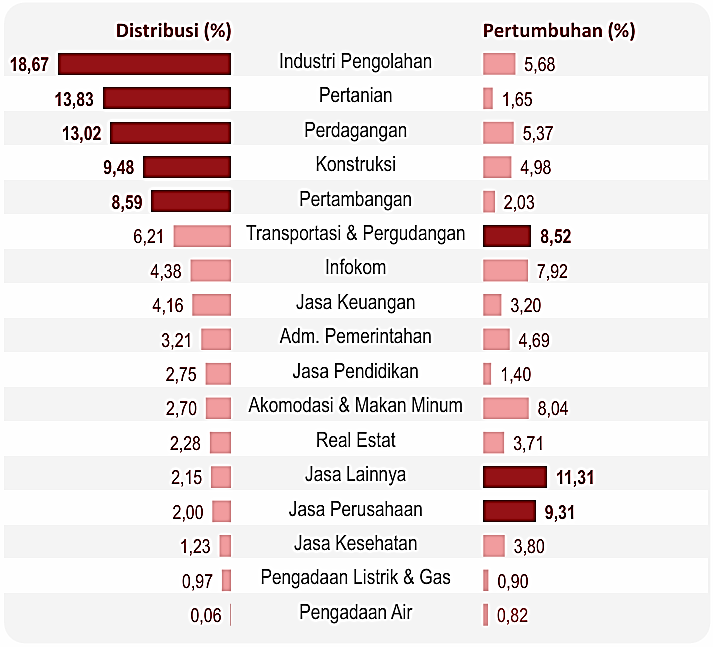 Distribusi (%) Pertumbuhan (%)
18,67 Industri Pengolahan 5,68
13,83 Pertanian 1,65
13,02 Perdagangan 5,37
9,48 Konstruksi 4,98
8,59 Pertambangan 2,03
6,21 Transportasi & Pergudangan 8,52
4,38 Infokom 7,92
4,16 Jasa Keuangan 3,20
3,21 Adm. Pemerintahan 4,69
2,75 Jasa Pendidikan 1,40
2,70 Akomodasi & Makan Minum 8,04
2,28 Real Estat 3,71
2,15 Jasa Lainnya 11,31
2,00 Jasa Perusahaan 9,31
1,23 Jasa Kesehatan 3,80
0,97 Pengadaan Listrik & Gas 0,90
0,06 Pengadaan Air 0,82